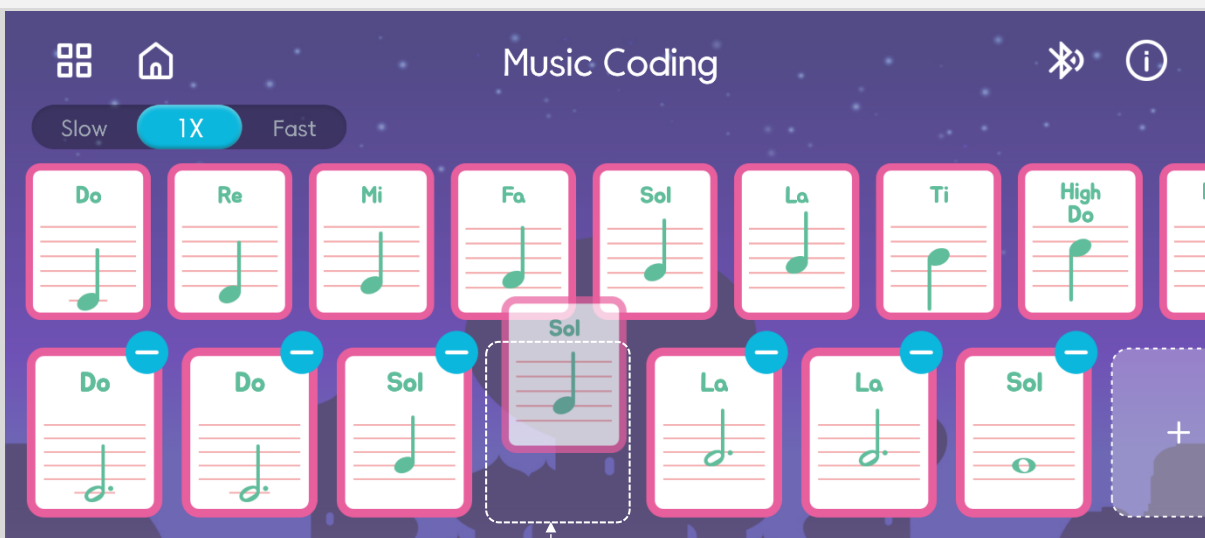 Music Coding
Slow 1X Fast
Do Re Mi Fa Sol La Ti High
Do
Sol
Do Do Sol La La Sol